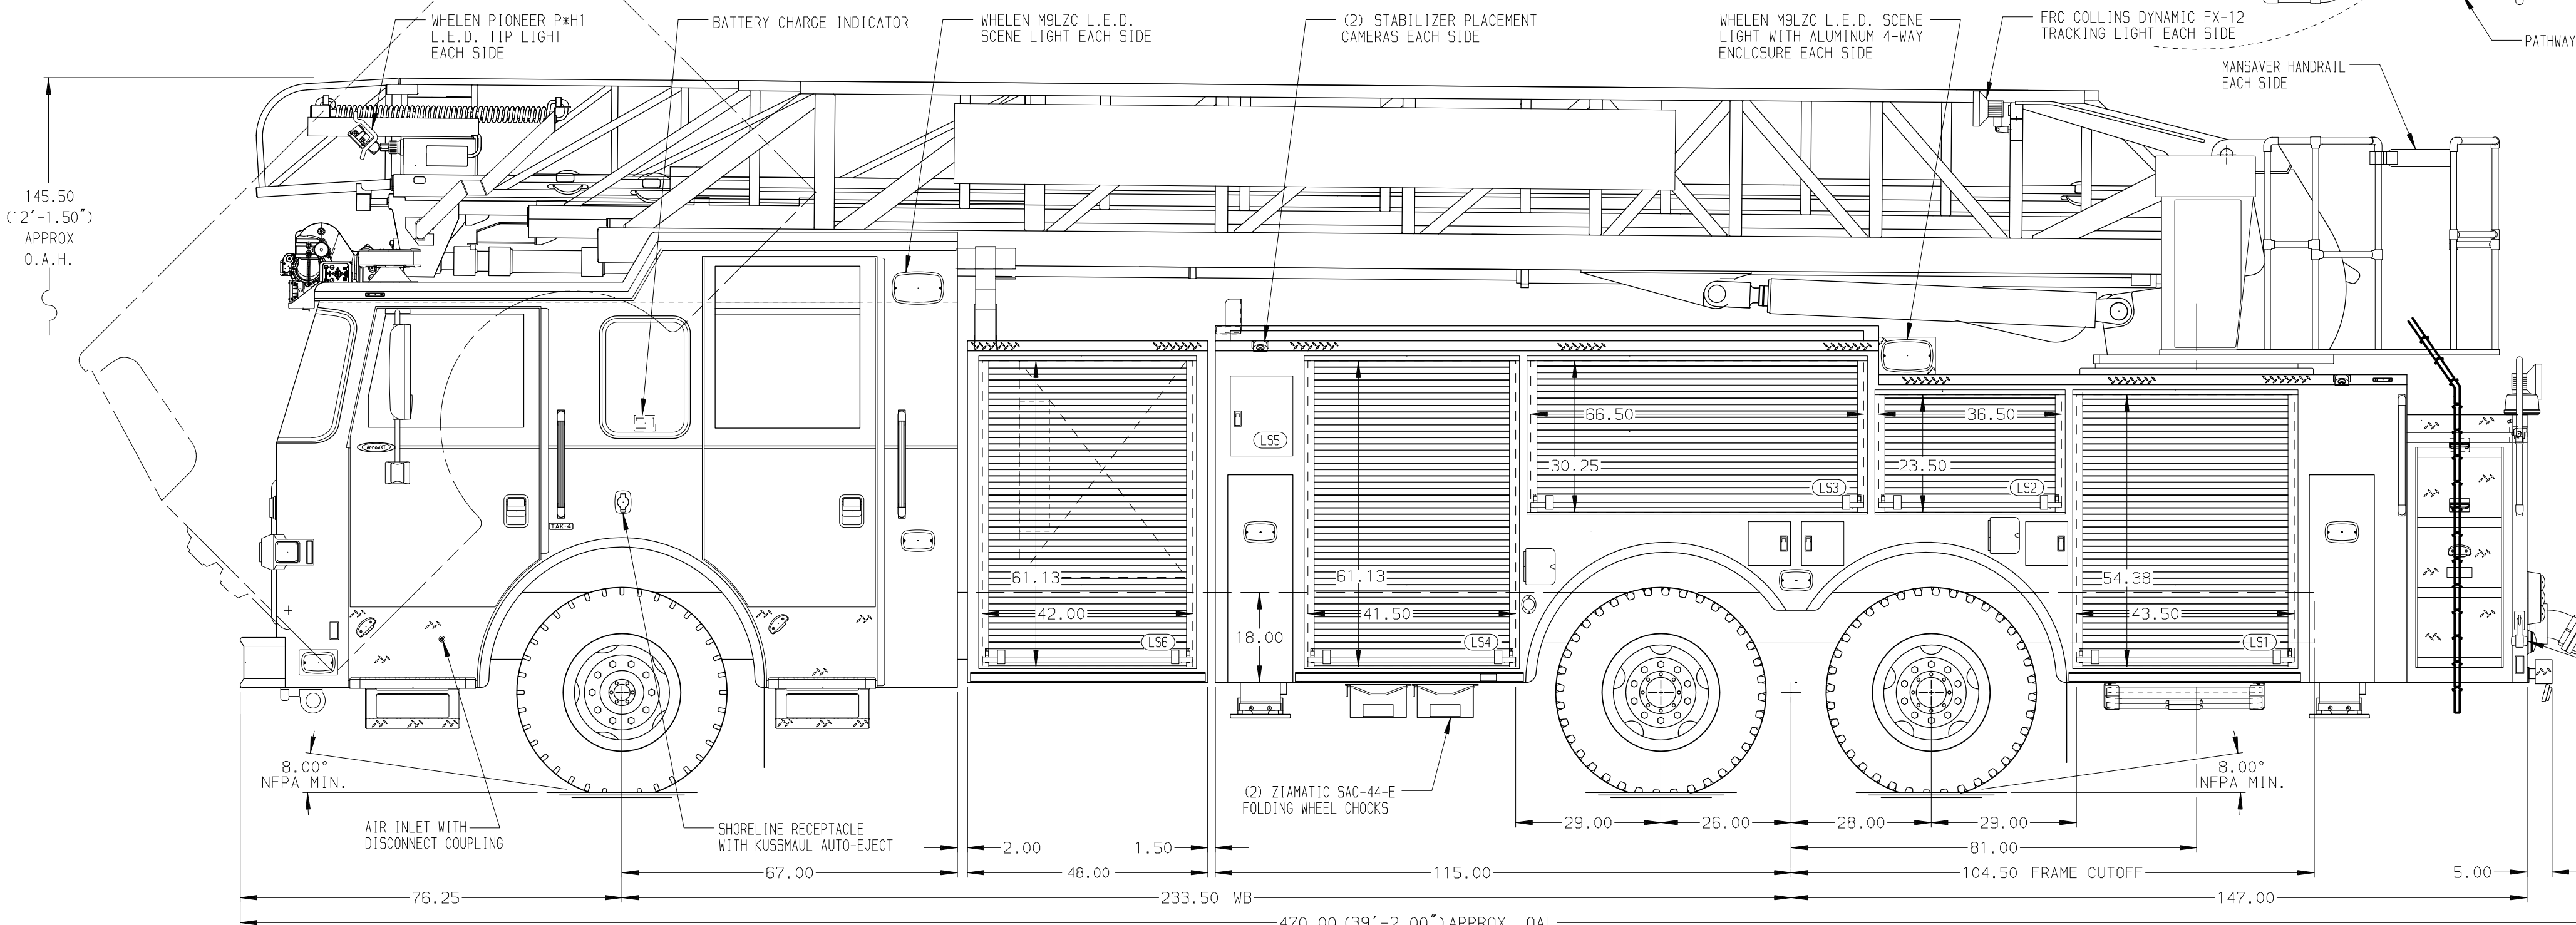 WHELEN PIONEER P*H1
L.E.D. TIP LIGHT
EACH SIDE
BATTERY CHARGE INDICATOR
WHELEN M9LZC L.E.D.
SCENE LIGHT EACH SIDE
(2) STABILIZER PLACEMENT
CAMERAS EACH SIDE
WHELEN M9LZC L.E.D. SCENE
LIGHT WITH ALUMINUM 4-WAY
ENCLOSURE EACH SIDE
FRC COLLINS DYNAMIC FX-12
TRACKING LIGHT EACH SIDE
PATHWAY
MANSAVER HANDRAIL
EACH SIDE
145.50
(12'-1.50")
APPROX
O.A.H.
ArrowXT
TAK-4
LS5
66.50
30.25
LS3
36.50
23.50
LS2
61.13
42.00
LS6
18.00
61.13
41.50
LS4
54.38
43.50
LS1
8.00°
NFPA MIN.
8.00°
NFPA MIN.
AIR INLET WITH
DISCONNECT COUPLING
SHORELINE RECEPTACLE
WITH KUSSMAUL AUTO-EJECT
(2) ZIAMATIC SAC-44-E
FOLDING WHEEL CHOCKS
29.00
26.00
28.00
29.00
2.00
1.50
81.00
67.00
48.00
115.00
104.50 FRAME CUTOFF
5.00
76.25
233.50 WB
147.00
470.00 (39'-2.00") APPROX. OAL